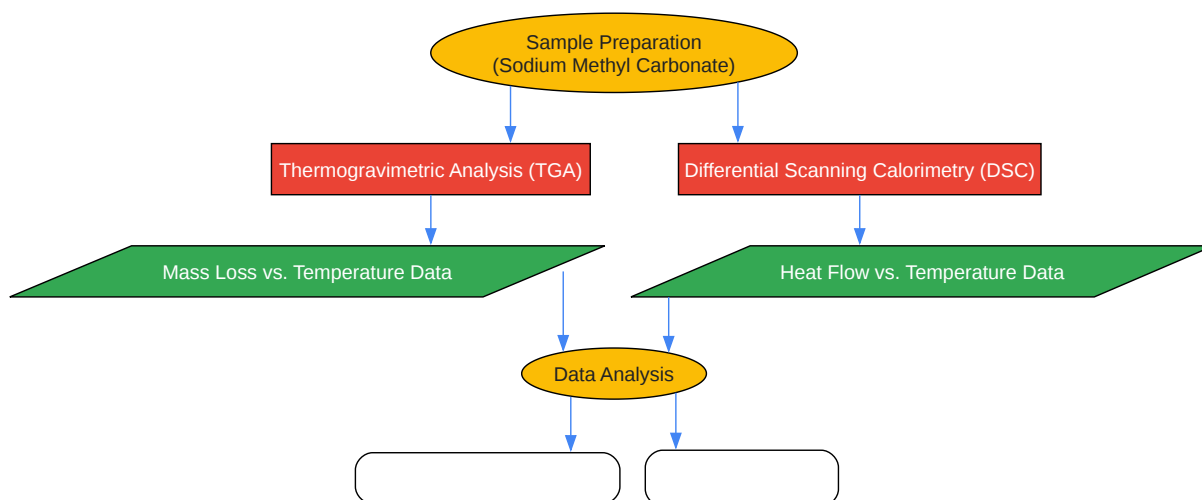 Sample Preparation
(Sodium Methyl Carbonate)
Thermogravimetric Analysis (TGA)
Differential Scanning Calorimetry (DSC)
Mass Loss vs. Temperature Data
Heat Flow vs. Temperature Data
Data Analysis